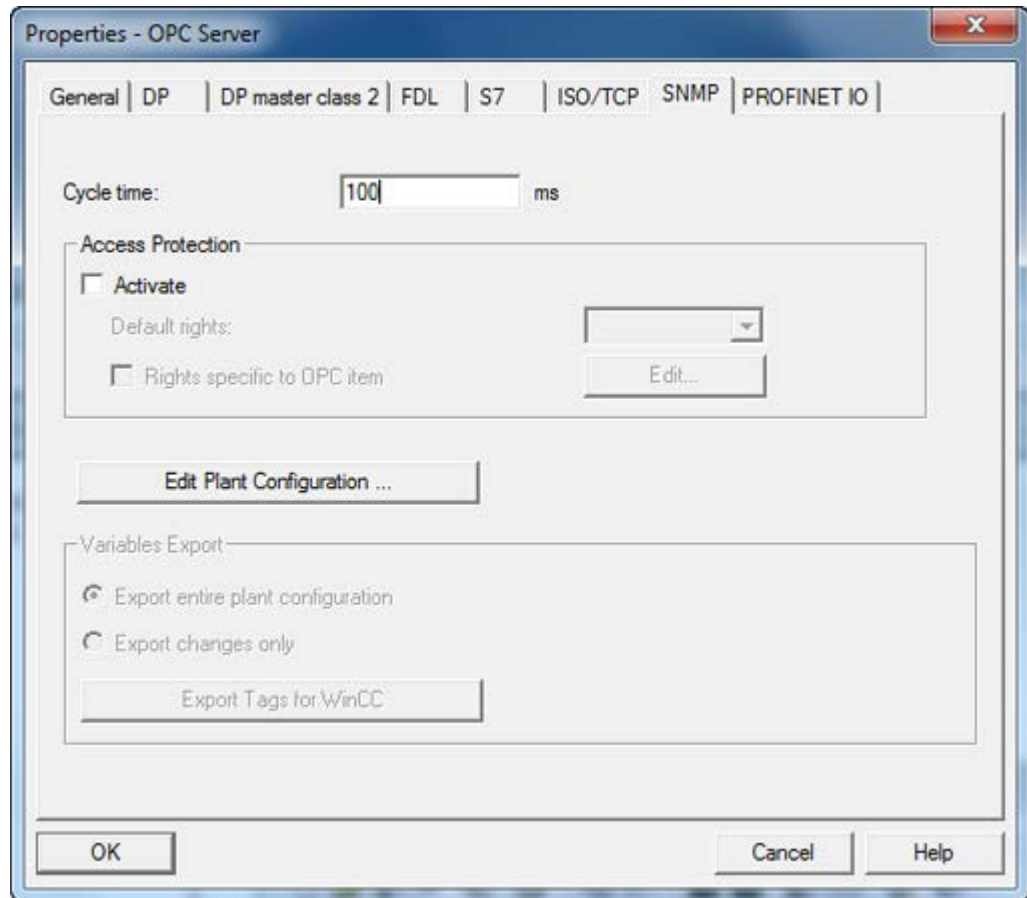 Properties - OPC Server
General DP DP master class 2 FDL S7 ISO/TCP SNMP PROFINET IO
Cycle time: 100 ms
Access Protection
Activate
Default rights:
Rights specific to OPC item Edit...
Edit Plant Configuration ...
Variables Export
Export entire plant configuration
Export changes only
Export Tags for WinCC
OK Cancel Help